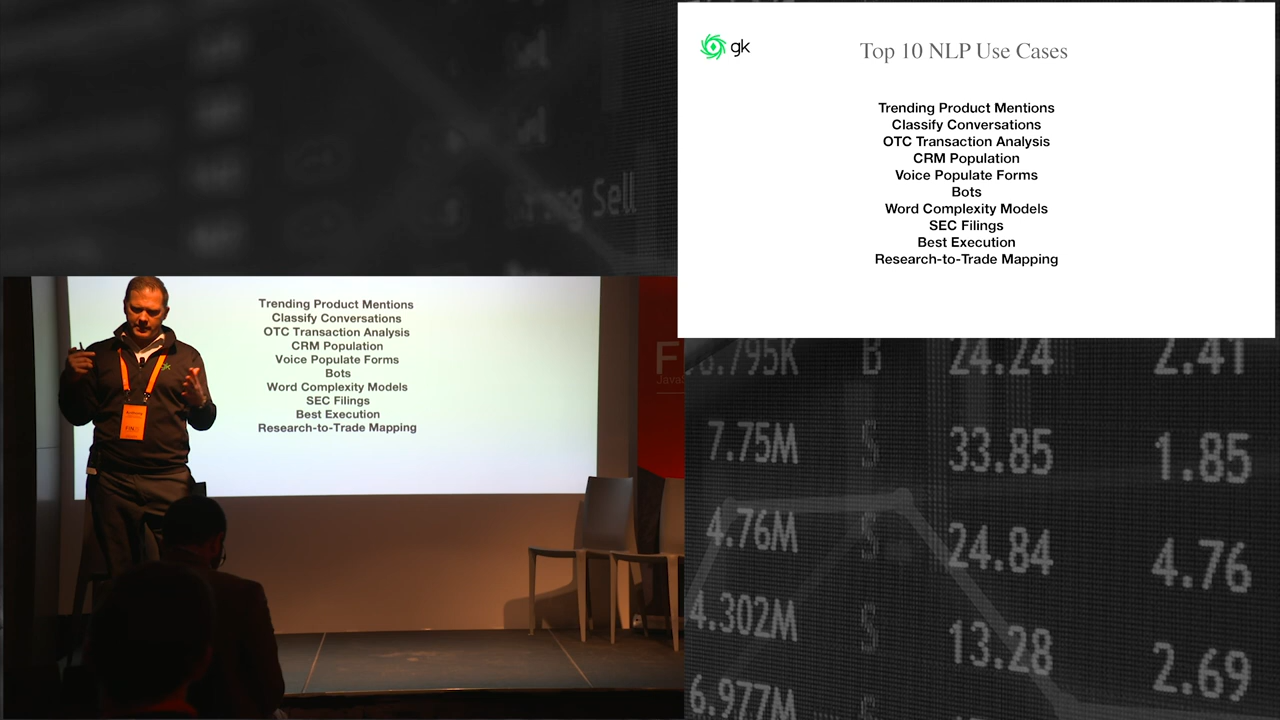 gk
Top 10 NLP Use Cases
Trending Product Mentions
Classify Conversations
OTC Transaction Analysis
CRM Population
Voice Populate Forms
Bots
Word Complexity Models
SEC Filings
Best Execution
Research-to-Trade Mapping
Trending Product Mentions
Classify Conversations
OTC Transaction Analysis
CRM Population
Voice Populate Forms
Bots
Word Complexity Models
SEC Filings
Best Execution
Research-to-Trade Mapping
Sell
B 24.24 2.41
7.75M S 33.85 1.85
4.76M S 24.84 4.76
4.302M S 13.28 2.69
6.977M